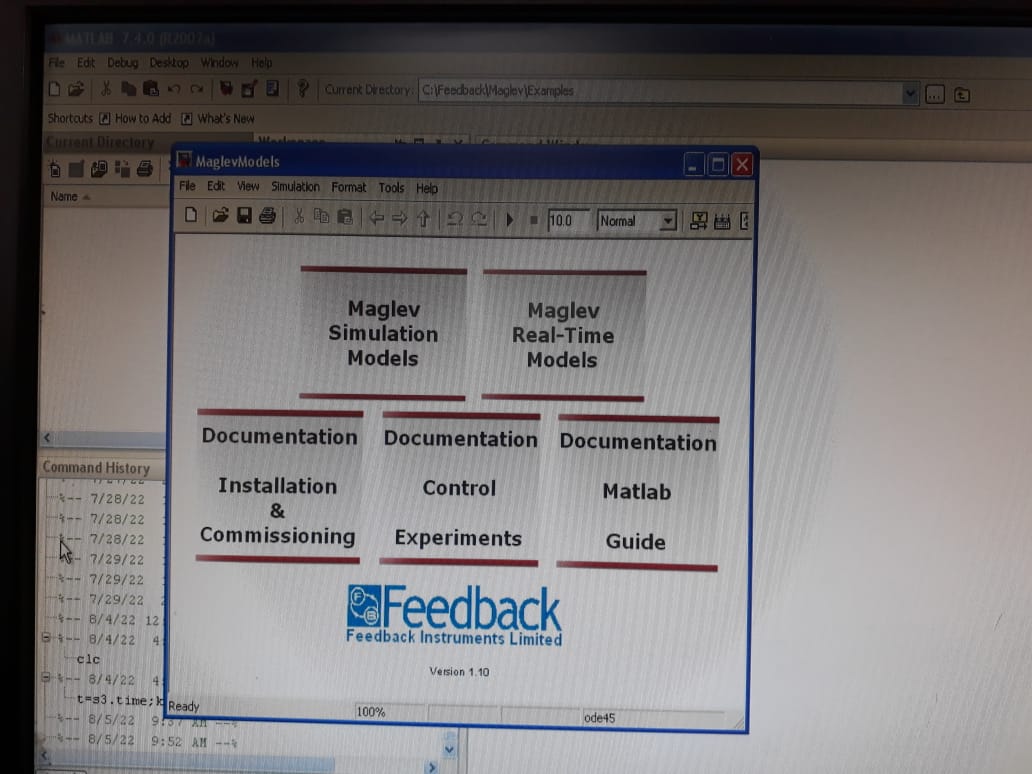 MATLAB 7.4.0 (R2007a)
File Edit Debug Desktop Window Help
Current Directory: C:\Feedback\Maglev\Examples
Shortcuts How to Add What's New
Current Directory
Name
MaglevModels
File Edit View Simulation Format Tools Help
10.0 Normal
Maglev
Simulation
Models
Maglev
Real-Time
Models
Documentation
Installation
&
Commissioning
Documentation
Control
Experiments
Documentation
Matlab
Guide
Feedback
Feedback Instruments Limited
Version 1.10
Ready 100% ode45
Command History
%-- 7/28/22
%-- 7/28/22
%-- 7/28/22
%-- 7/29/22
%-- 7/29/22
%-- 7/29/22
%-- 8/4/22 12
%-- 8/4/22 4
clc
%-- 8/4/22 4
t=s3.time;k
%-- 8/5/22 9:37 AM --%
%-- 8/5/22 9:52 AM --%